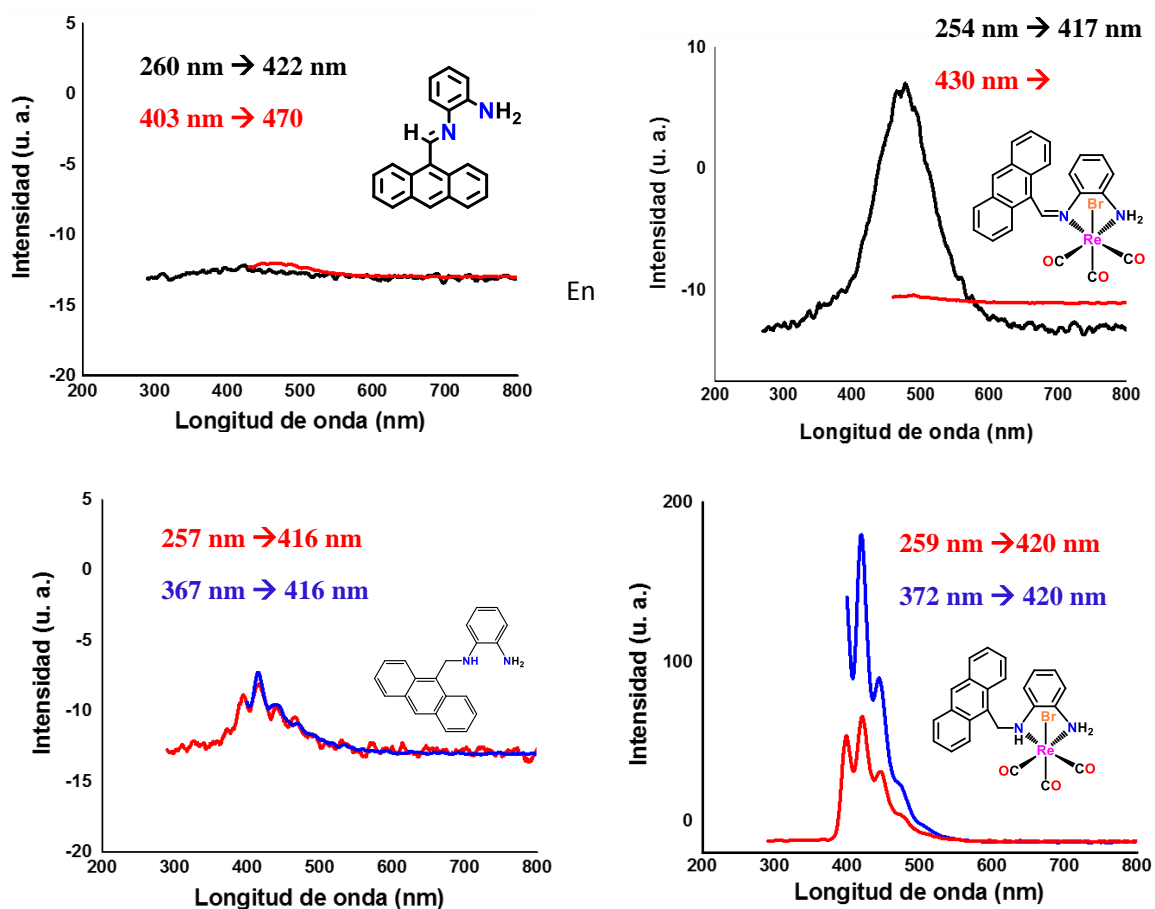 260 nm → 422 nm
403 nm → 470
Intensidad (u. a.)
5
0
-5
-10
-15
-20
200 300 400 500 600 700 800
Longitud de onda (nm)
H
N
NH2
En
254 nm → 417 nm
430 nm →
Intensidad (u. a.)
10
0
-10
200 300 400 500 600 700 800
Longitud de onda (nm)
Br
N
NH2
Re
CO
CO
CO
257 nm → 416 nm
367 nm → 416 nm
Intensidad (u. a.)
5
0
-5
-10
-15
-20
200 300 400 500 600 700 800
Longitud de onda (nm)
NH
NH2
259 nm → 420 nm
372 nm → 420 nm
Intensidad (u. a.)
200
100
0
200 300 400 500 600 700 800
Longitud de onda (nm)
Br
N
H
NH2
Re
CO
CO
CO